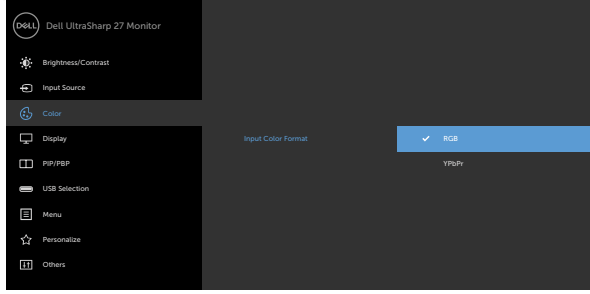 DELL Dell UltraSharp 27 Monitor
Brightness/Contrast
Input Source
Color
Display
Input Color Format
RGB
PIP/PBP
YPbPr
USB Selection
Menu
Personalize
Others